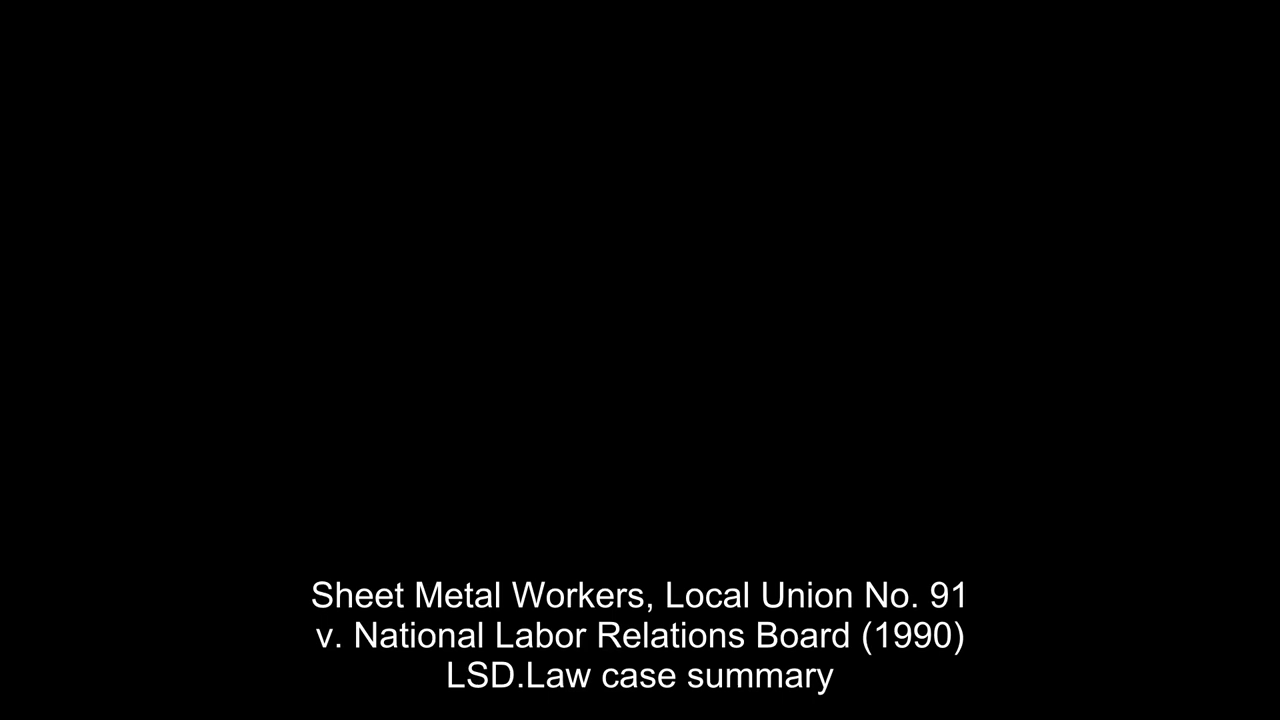 Sheet Metal Workers, Local Union No. 91
v. National Labor Relations Board (1990)
LSD.Law case summary